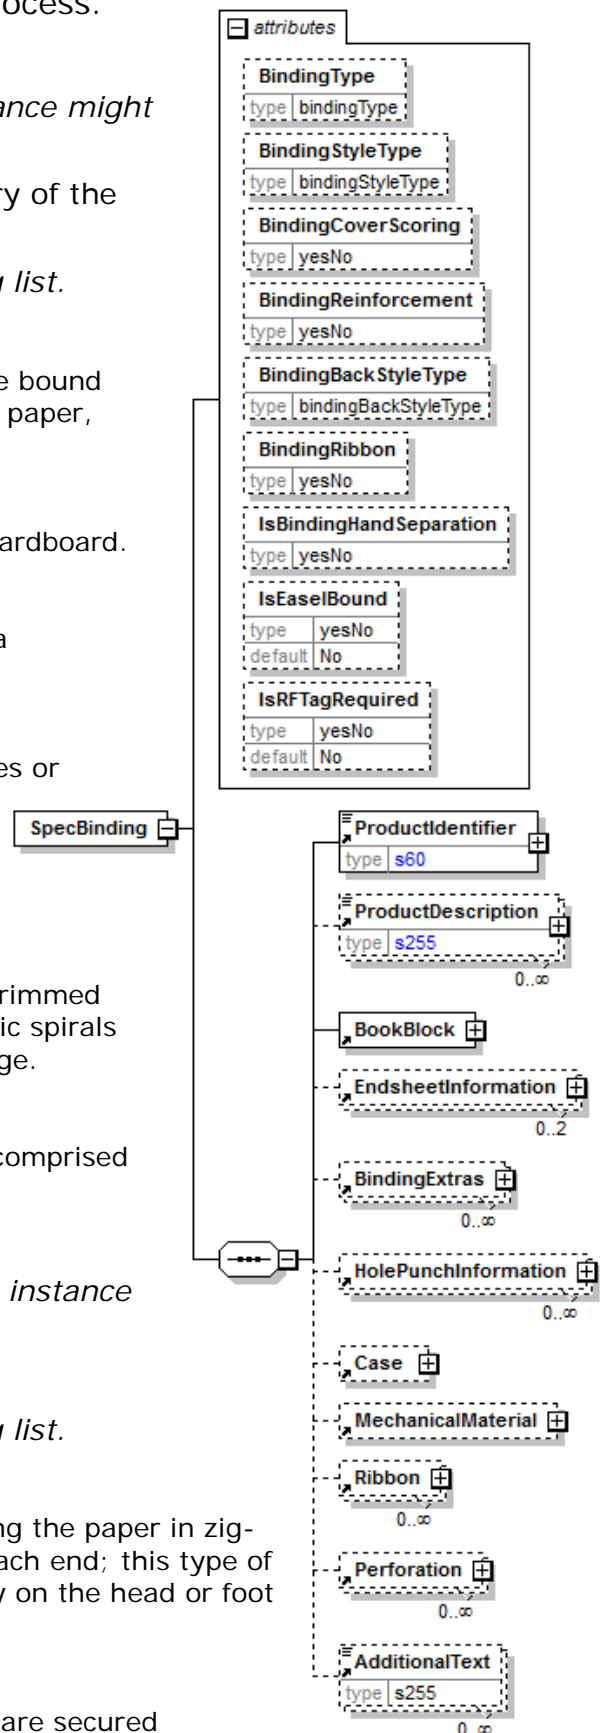 ocess.
ance might
ry of the
g list.
e bound
paper,
ardboard.
a
es or
rimmed
ic spirals
ge.
comprised
instance
g list.
ng the paper in zig-
ach end; this type of
y on the head or foot
are secured
attributes
BindingType
type bindingType
BindingStyleType
type bindingStyleType
BindingCoverScoring
type yesNo
BindingReinforcement
type yesNo
BindingBackStyleType
type bindingBackStyleType
BindingRibbon
type yesNo
IsBindingHandSeparation
type yesNo
IsEaselBound
type yesNo
default No
IsRFTagRequired
type yesNo
default No
SpecBinding
ProductIdentifier
type s60
ProductDescription
type s255
0..∞
BookBlock
EndsheetInformation
0..2
BindingExtras
0..∞
HolePunchInformation
0..∞
Case
MechanicalMaterial
Ribbon
0..∞
Perforation
0..∞
AdditionalText
type s255
0..∞